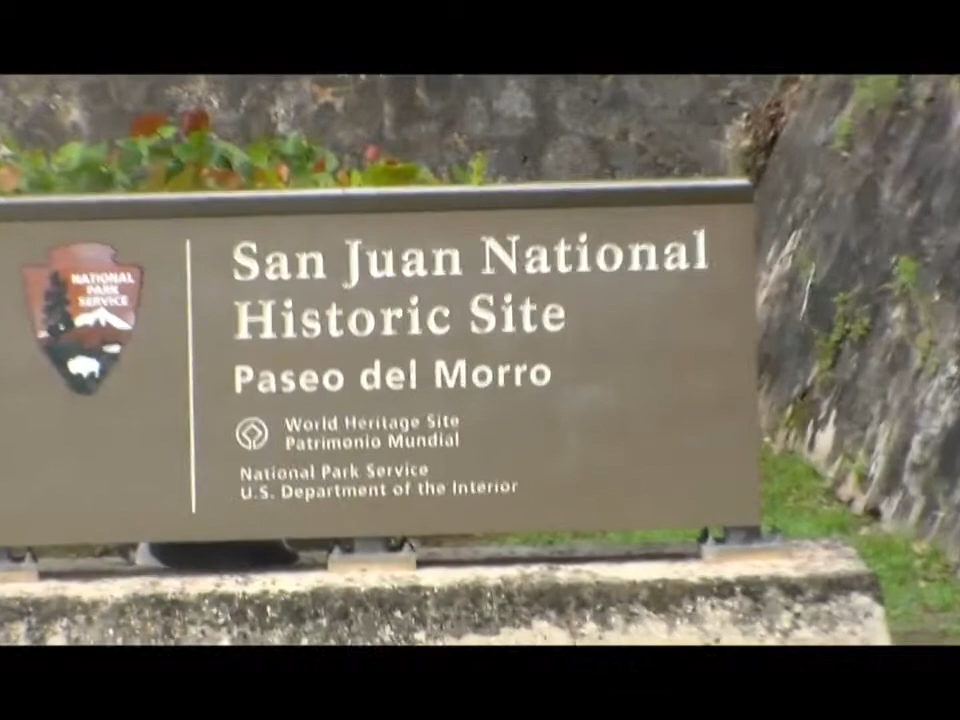 NATIONAL
PARK
SERVICE
San Juan National
Historic Site
Paseo del Morro
World Heritage Site
Patrimonio Mundial
National Park Service
U.S. Department of the Interior